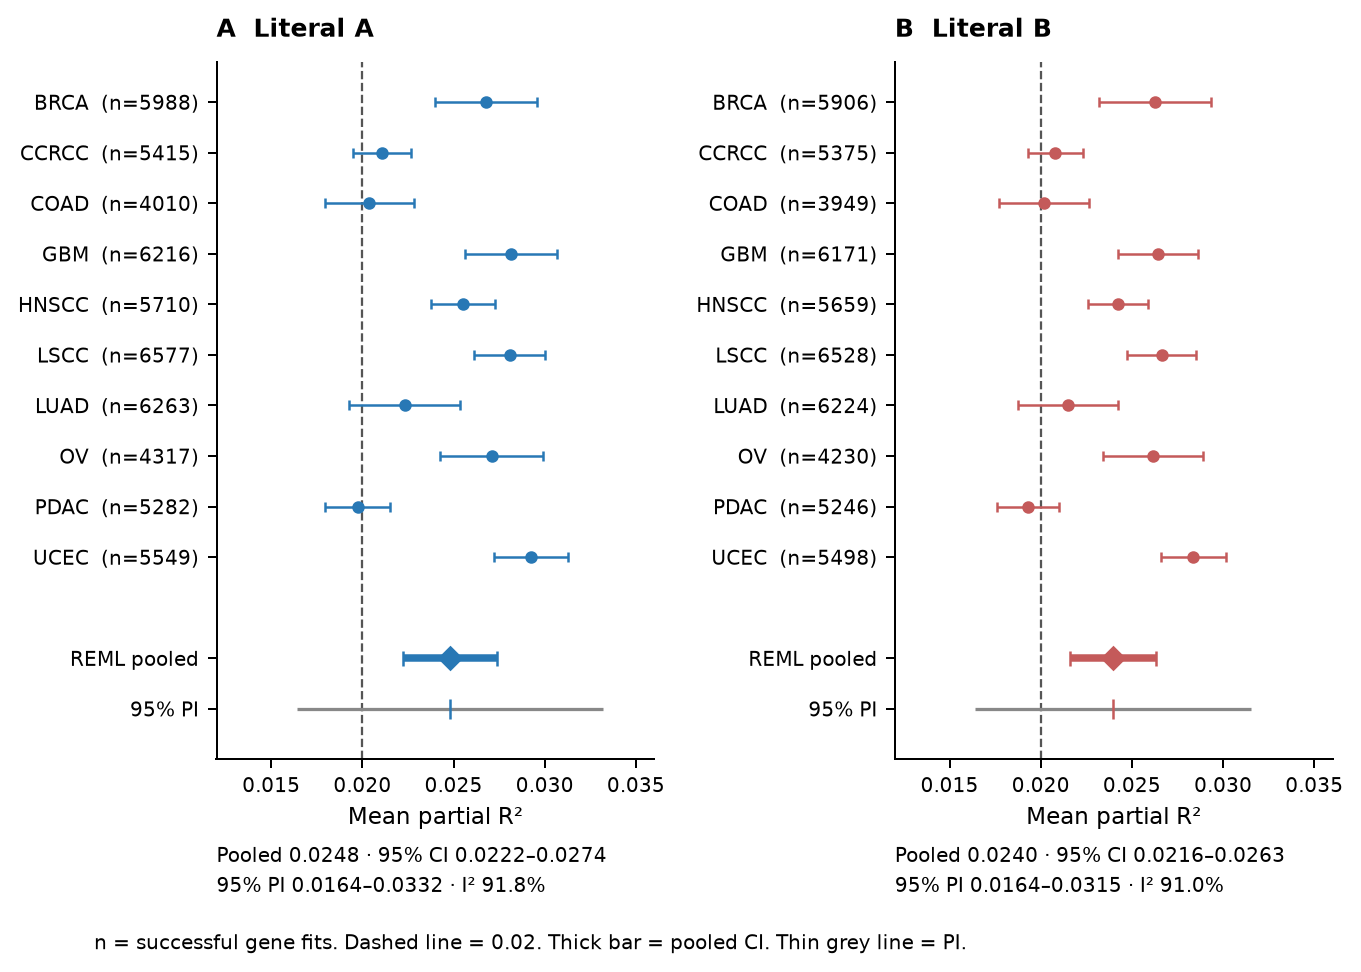 A Literal A
BRCA (n=5988)
CCRCC (n=5415)
COAD (n=4010)
GBM (n=6216)
HNSCC (n=5710)
LSCC (n=6577)
LUAD (n=6263)
OV (n=4317)
PDAC (n=5282)
UCEC (n=5549)
REML pooled
95% PI
0.015 0.020 0.025 0.030 0.035
Mean partial R²
Pooled 0.0248 · 95% CI 0.0222–0.0274
95% PI 0.0164–0.0332 · I² 91.8%
B Literal B
BRCA (n=5906)
CCRCC (n=5375)
COAD (n=3949)
GBM (n=6171)
HNSCC (n=5659)
LSCC (n=6528)
LUAD (n=6224)
OV (n=4230)
PDAC (n=5246)
UCEC (n=5498)
REML pooled
95% PI
0.015 0.020 0.025 0.030 0.035
Mean partial R²
Pooled 0.0240 · 95% CI 0.0216–0.0263
95% PI 0.0164–0.0315 · I² 91.0%
n = successful gene fits. Dashed line = 0.02. Thick bar = pooled CI. Thin grey line = PI.